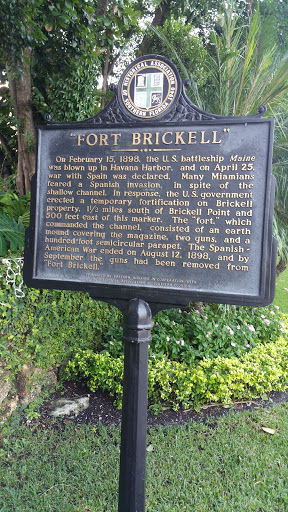 HISTORICAL ASSOCIATION
SOUTHERN FLORIDA
"FORT BRICKELL"
On February 15, 1898, the U.S. battleship Maine
was blown up in Havana Harbor, and on April 25,
war with Spain was declared. Many Miamians
feared a Spanish invasion, in spite of the
shallow channel. In response, the U.S. government
erected a temporary fortification on Brickell
property, 1½ miles south of Brickell Point and
500 feet east of this marker. The "fort," which
commanded the channel, consisted of an earth
mound covering the magazine, two guns, and a
hundred-foot semicircular parapet. The Spanish-
American War ended on August 12, 1898, and by
September the guns had been removed from
"Fort Brickell."